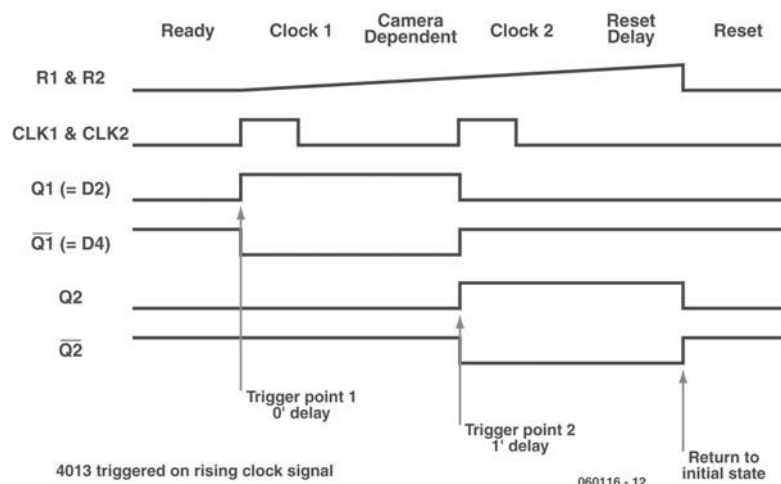 Ready Clock 1 Camera Dependent Clock 2 Reset Delay Reset
R1 & R2
CLK1 & CLK2
Q1 (= D2)
Q1 (= D4)
Q2
Q2
Trigger point 1
0' delay
Trigger point 2
1' delay
Return to
initial state
4013 triggered on rising clock signal
060116 - 12